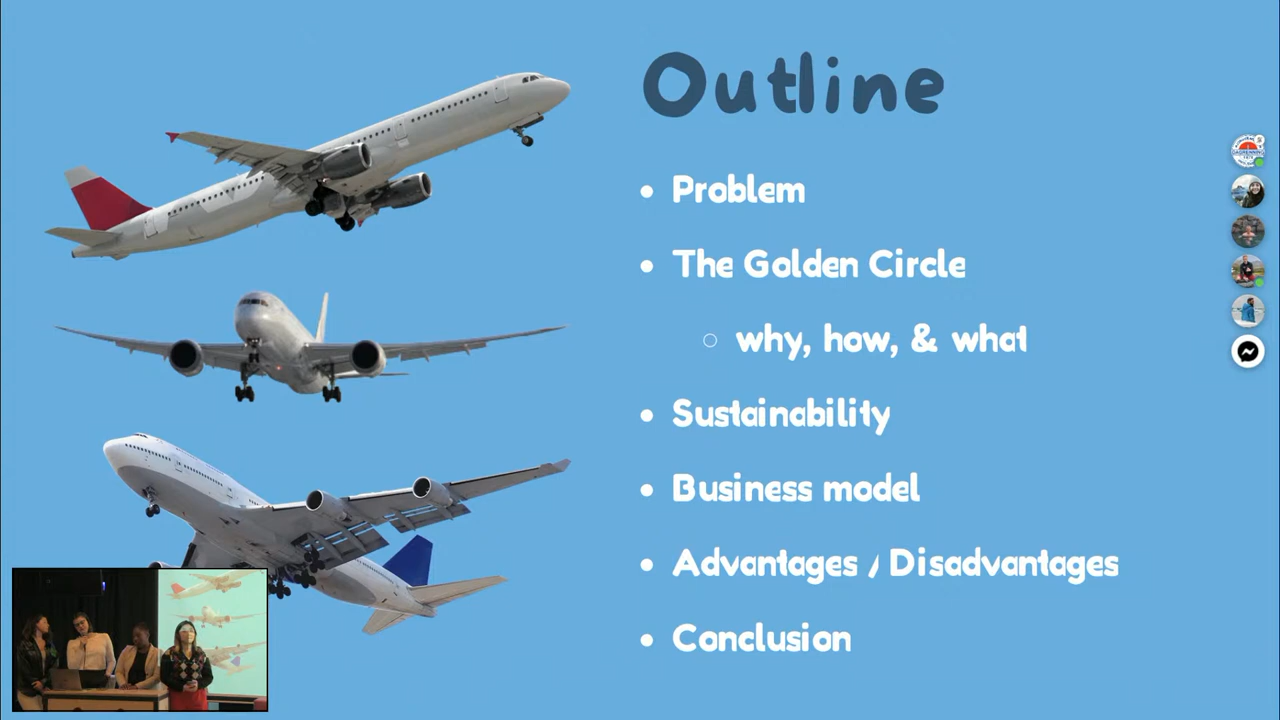 Outline
Problem
The Golden Circle
why, how, & what
Sustainability
Business model
Advantages / Disadvantages
Conclusion